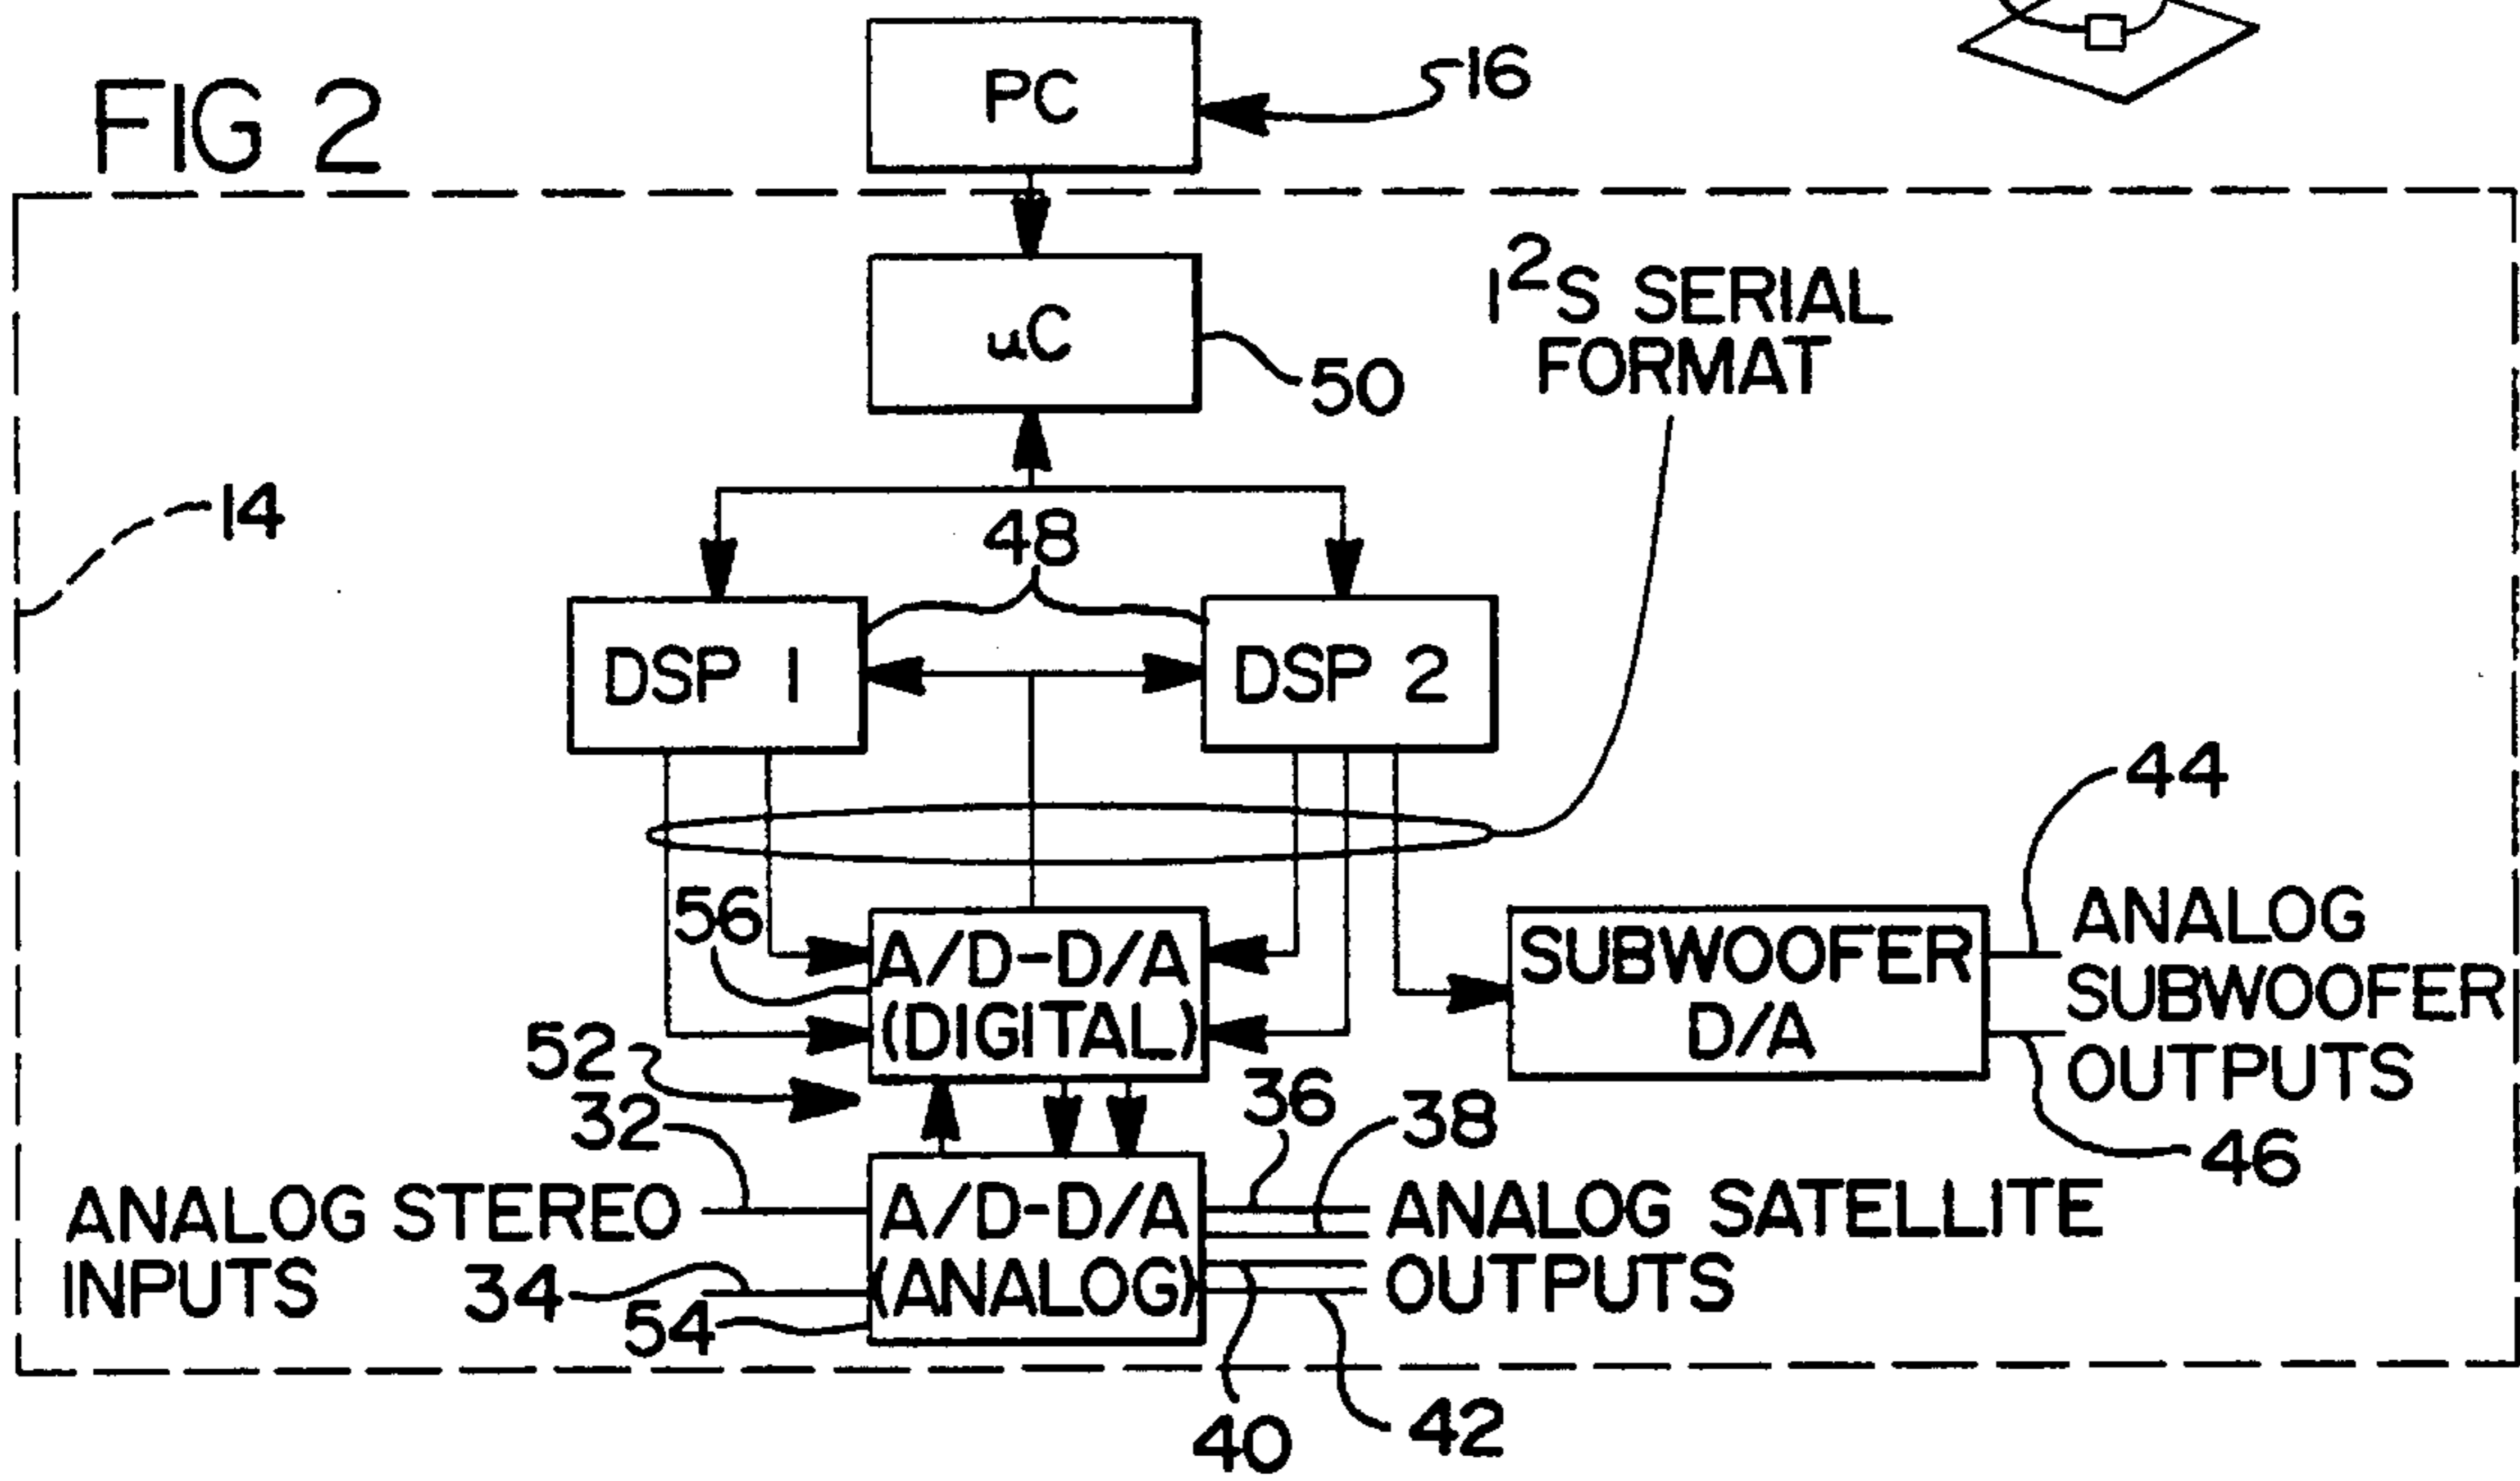 FIG 2
PC
16
µC
50
I²S SERIAL
FORMAT
14
48
DSP 1
DSP 2
44
56
A/D-D/A
(DIGITAL)
SUBWOOFER
D/A
ANALOG
SUBWOOFER
OUTPUTS
52
32
36
38
46
ANALOG STEREO
INPUTS
34
54
A/D-D/A
(ANALOG)
ANALOG SATELLITE
OUTPUTS
40
42